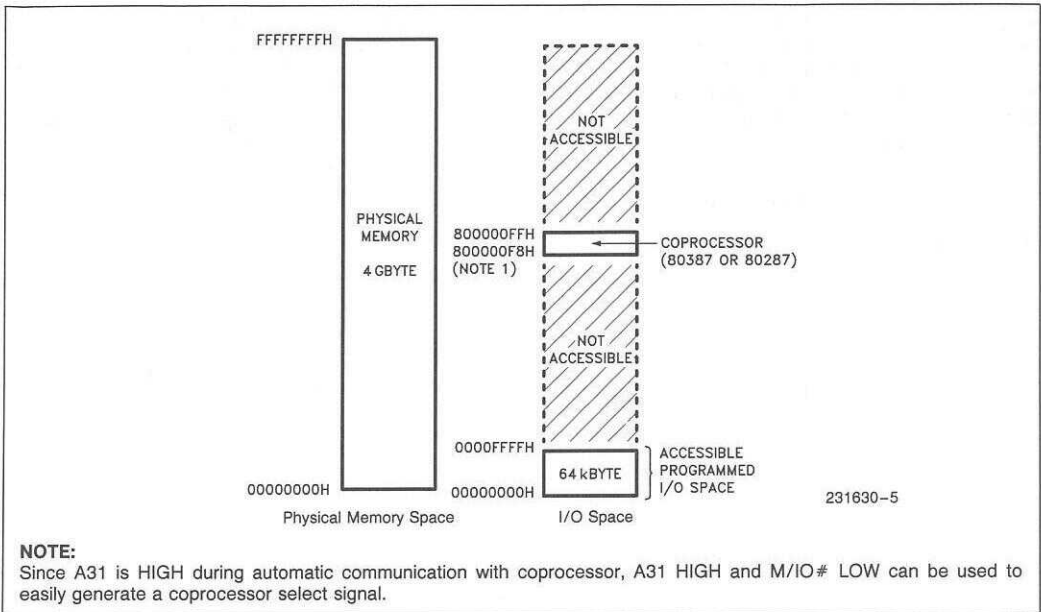 FFFFFFFFH
NOT
ACCESSIBLE
PHYSICAL
MEMORY
4 GBYTE
800000FFH
800000F8H
(NOTE 1)
COPROCESSOR
(80387 OR 80287)
NOT
ACCESSIBLE
0000FFFFH
64 kBYTE
ACCESSIBLE
PROGRAMMED
I/O SPACE
00000000H
00000000H
231630-5
Physical Memory Space
I/O Space
NOTE:
Since A31 is HIGH during automatic communication with coprocessor, A31 HIGH and M/IO# LOW can be used to
easily generate a coprocessor select signal.